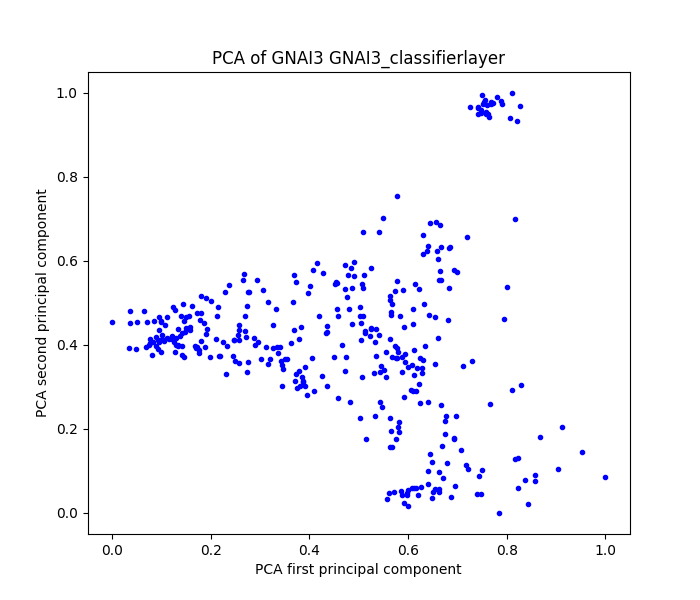 PCA of GNAI3 GNAI3_classifierlayer
1.0
0.8
0.6
0.4
0.2
0.0
PCA second principal component
0.0 0.2 0.4 0.6 0.8 1.0
PCA first principal component